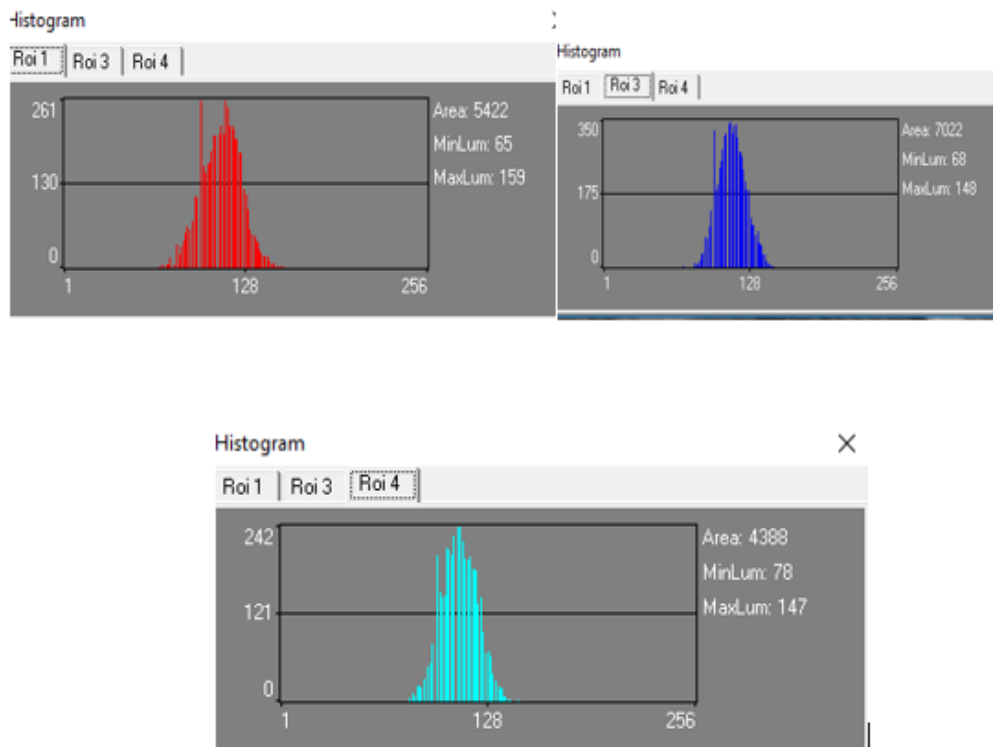 Histogram
Roi 1 Roi 3 Roi 4
261
130
0
1 128 256
Area: 5422
MinLum: 65
MaxLum: 159
Histogram
Roi 1 Roi 3 Roi 4
350
175
0
1 128 256
Area: 7022
MinLum: 68
MaxLum: 148
Histogram
Roi 1 Roi 3 Roi 4
242
121
0
1 128 256
Area: 4388
MinLum: 78
MaxLum: 147